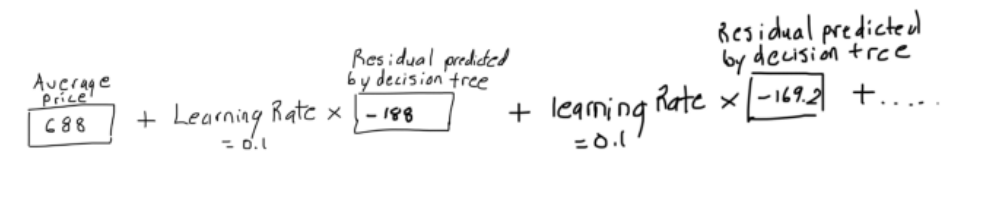 Average price
688
+ Learning Rate × 
= 0.1
Residual predicted
by decision tree
-188
+ learning Rate ×
= 0.1
Residual predicted
by decision tree
-169.2
+.....